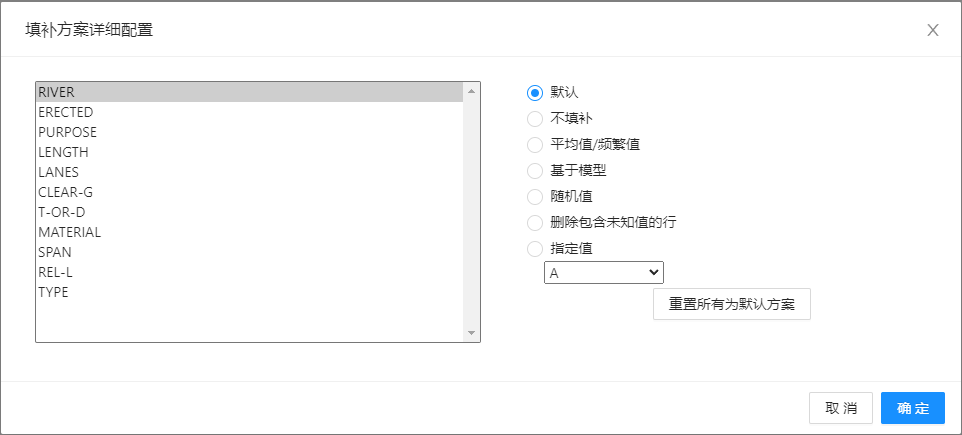 填补方案详细配置
RIVER
ERECTED
PURPOSE
LENGTH
LANES
CLEAR-G
T-OR-D
MATERIAL
SPAN
REL-L
TYPE
默认
不填补
平均值/频繁值
基于模型
随机值
删除包含未知值的行
指定值
A
重置所有为默认方案
取 消
确 定